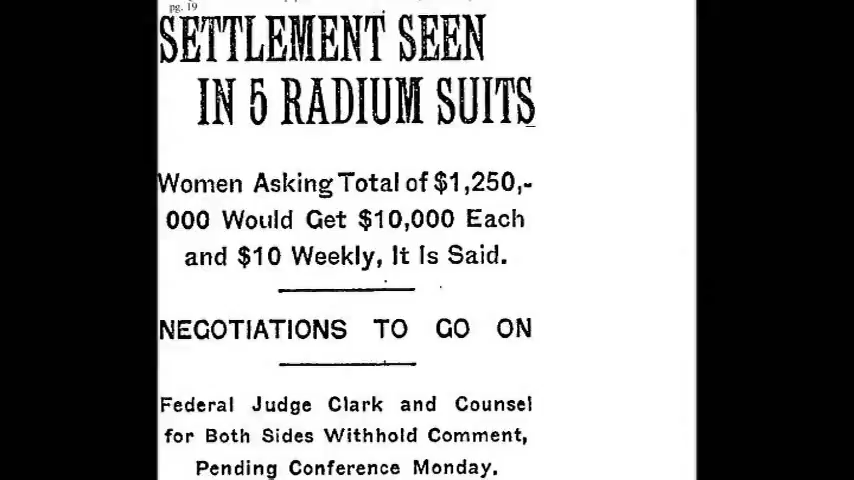 pg. 19
SETTLEMENT SEEN
IN 5 RADIUM SUITS
Women Asking Total of $1,250,-
000 Would Get $10,000 Each
and $10 Weekly, It Is Said.
NEGOTIATIONS TO GO ON
Federal Judge Clark and Counsel
for Both Sides Withhold Comment,
Pending Conference Monday.